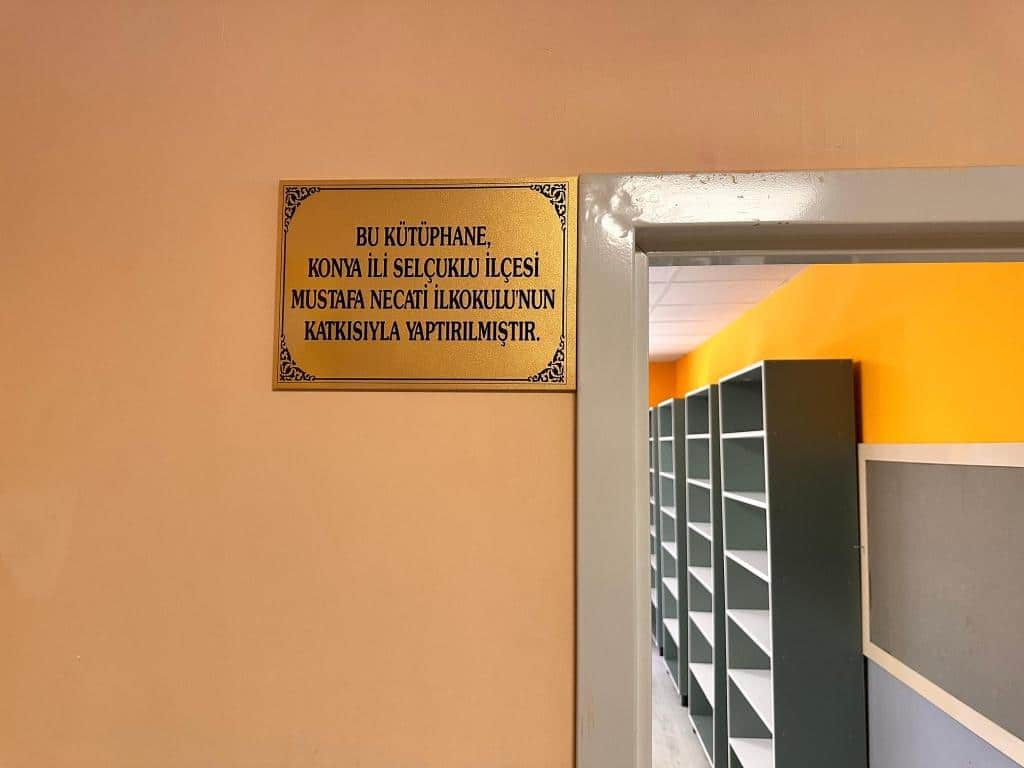 BU KÜTÜPHANE,
KONYA İLİ SELÇUKLU İLÇESİ
MUSTAFA NECATİ İLKOKULU'NUN
KATKISIYLA YAPTIRILMIŞTIR.